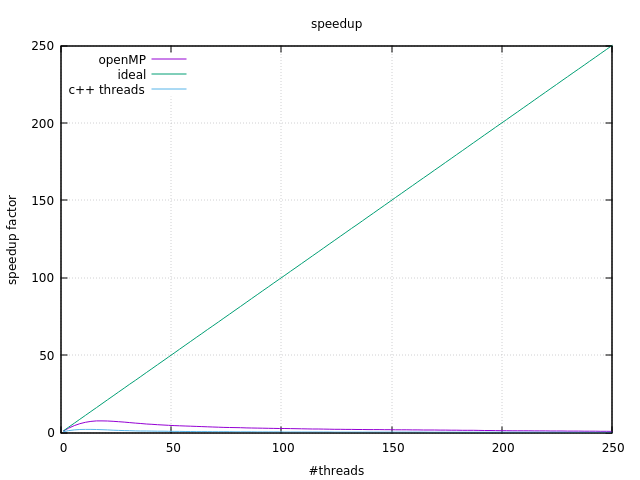 speedup
250
200
150
100
50
0
openMP
ideal
c++ threads
speedup factor
0 50 100 150 200 250
#threads